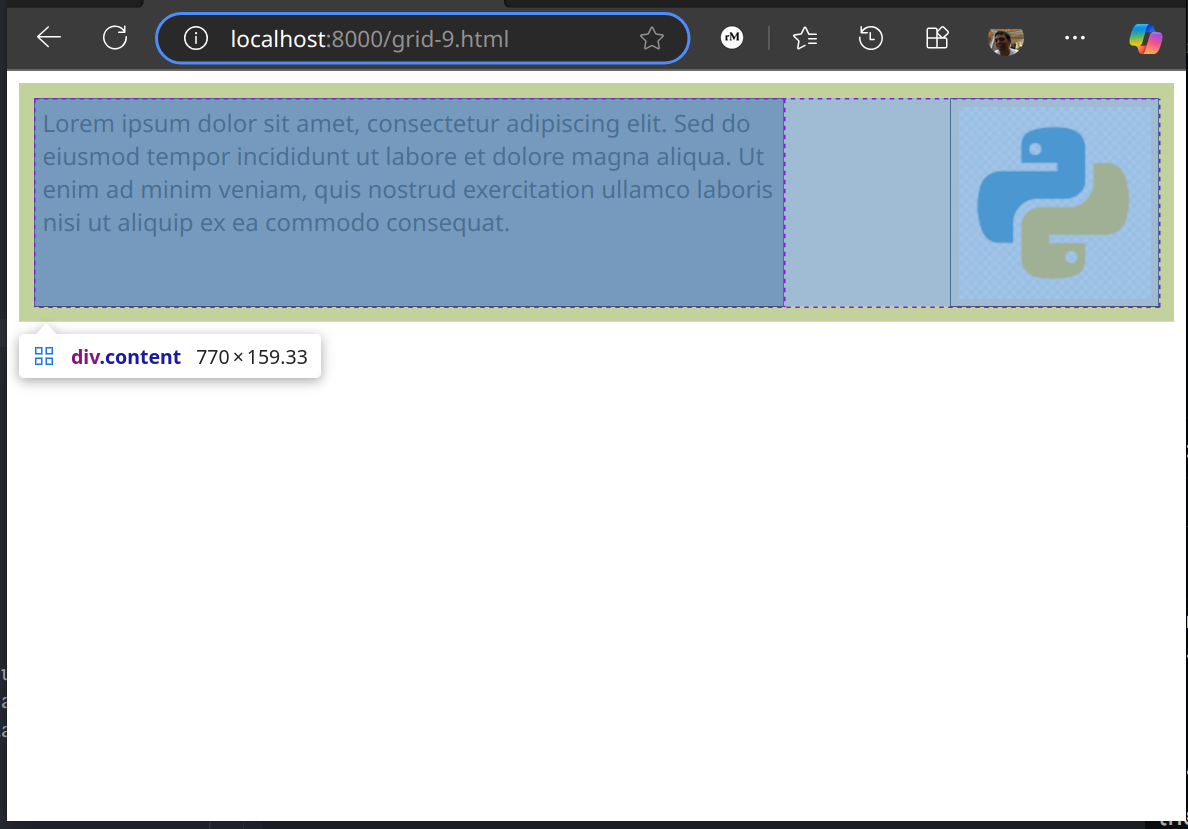 localhost:8000/grid-9.html
rM
Lorem ipsum dolor sit amet, consectetur adipiscing elit. Sed do
eiusmod tempor incididunt ut labore et dolore magna aliqua. Ut
enim ad minim veniam, quis nostrud exercitation ullamco laboris
nisi ut aliquip ex ea commodo consequat.
div.content 770×159.33